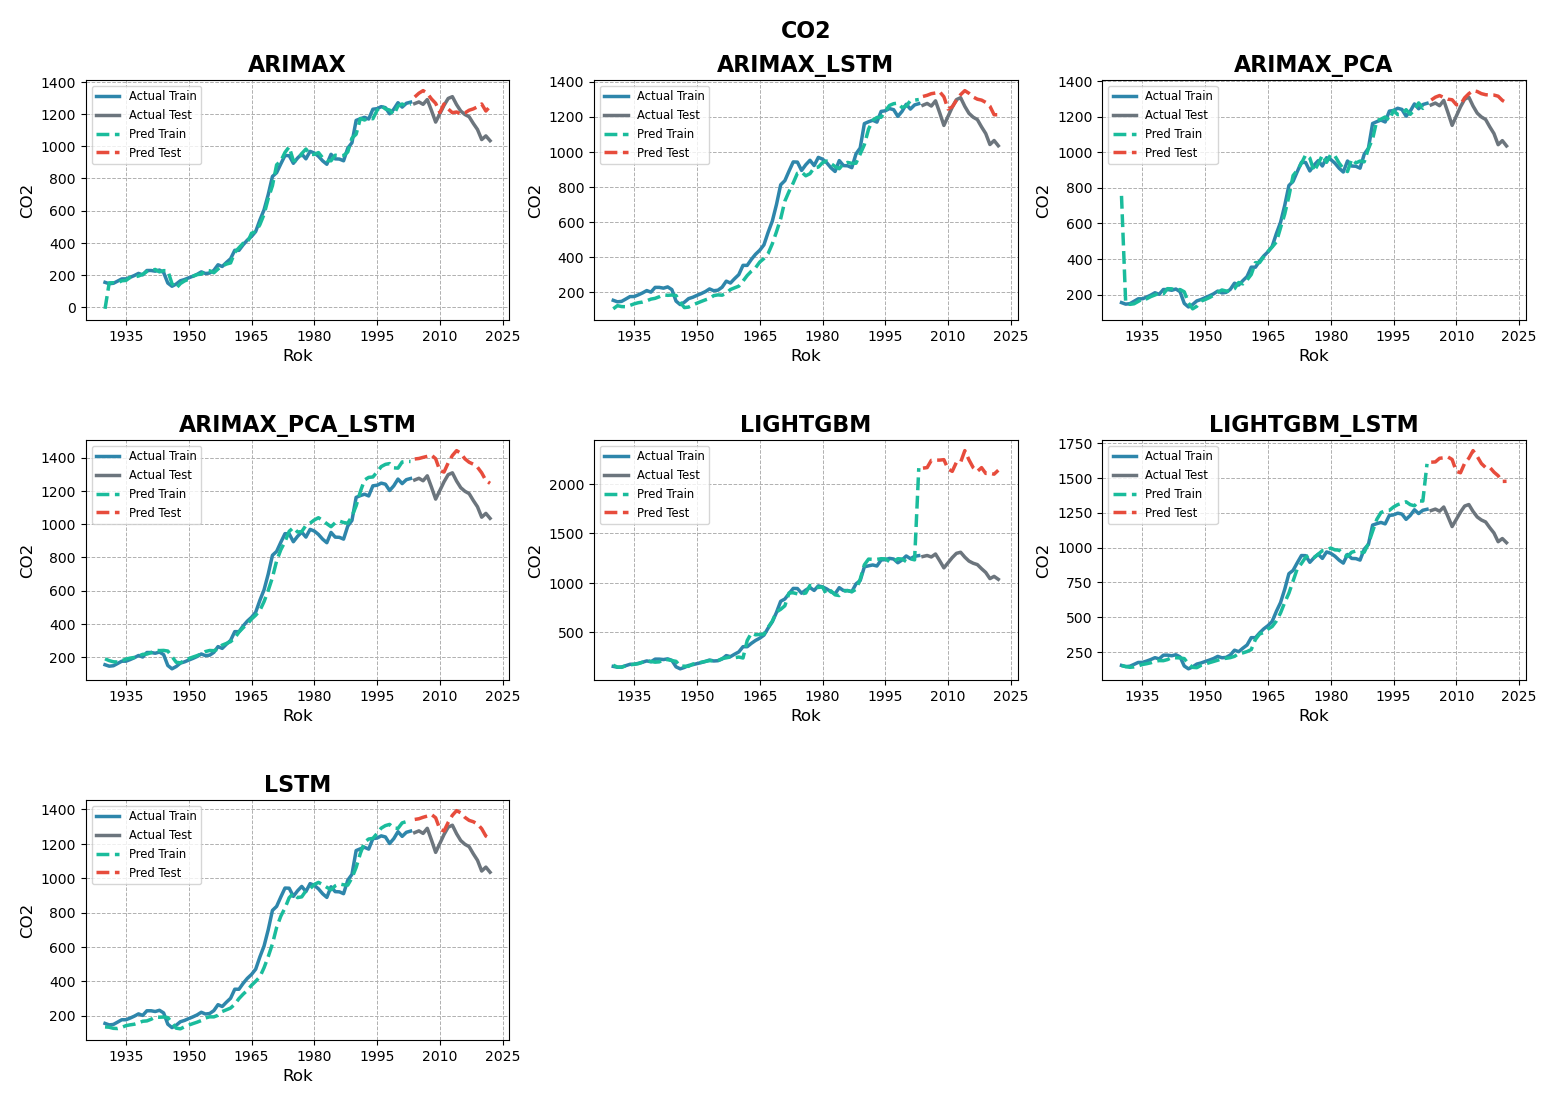 CO2
ARIMAX
1400
1200
1000
800
600
400
200
0
CO2
Actual Train
Actual Test
Pred Train
Pred Test
1935 1950 1965 1980 1995 2010 2025
Rok
ARIMAX_LSTM
1400
1200
1000
800
600
400
200
CO2
Actual Train
Actual Test
Pred Train
Pred Test
1935 1950 1965 1980 1995 2010 2025
Rok
ARIMAX_PCA
1400
1200
1000
800
600
400
200
CO2
Actual Train
Actual Test
Pred Train
Pred Test
1935 1950 1965 1980 1995 2010 2025
Rok
ARIMAX_PCA_LSTM
1400
1200
1000
800
600
400
200
CO2
Actual Train
Actual Test
Pred Train
Pred Test
1935 1950 1965 1980 1995 2010 2025
Rok
LIGHTGBM
2000
1500
1000
500
CO2
Actual Train
Actual Test
Pred Train
Pred Test
1935 1950 1965 1980 1995 2010 2025
Rok
LIGHTGBM_LSTM
1750
1500
1250
1000
750
500
250
CO2
Actual Train
Actual Test
Pred Train
Pred Test
1935 1950 1965 1980 1995 2010 2025
Rok
LSTM
1400
1200
1000
800
600
400
200
CO2
Actual Train
Actual Test
Pred Train
Pred Test
1935 1950 1965 1980 1995 2010 2025
Rok